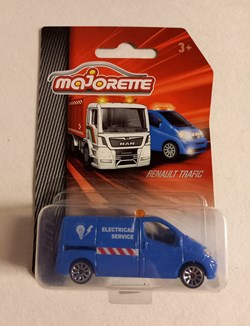 3+
majORETTE
MAN
RENAULT TRAFIC
ELECTRICAL
SERVICE